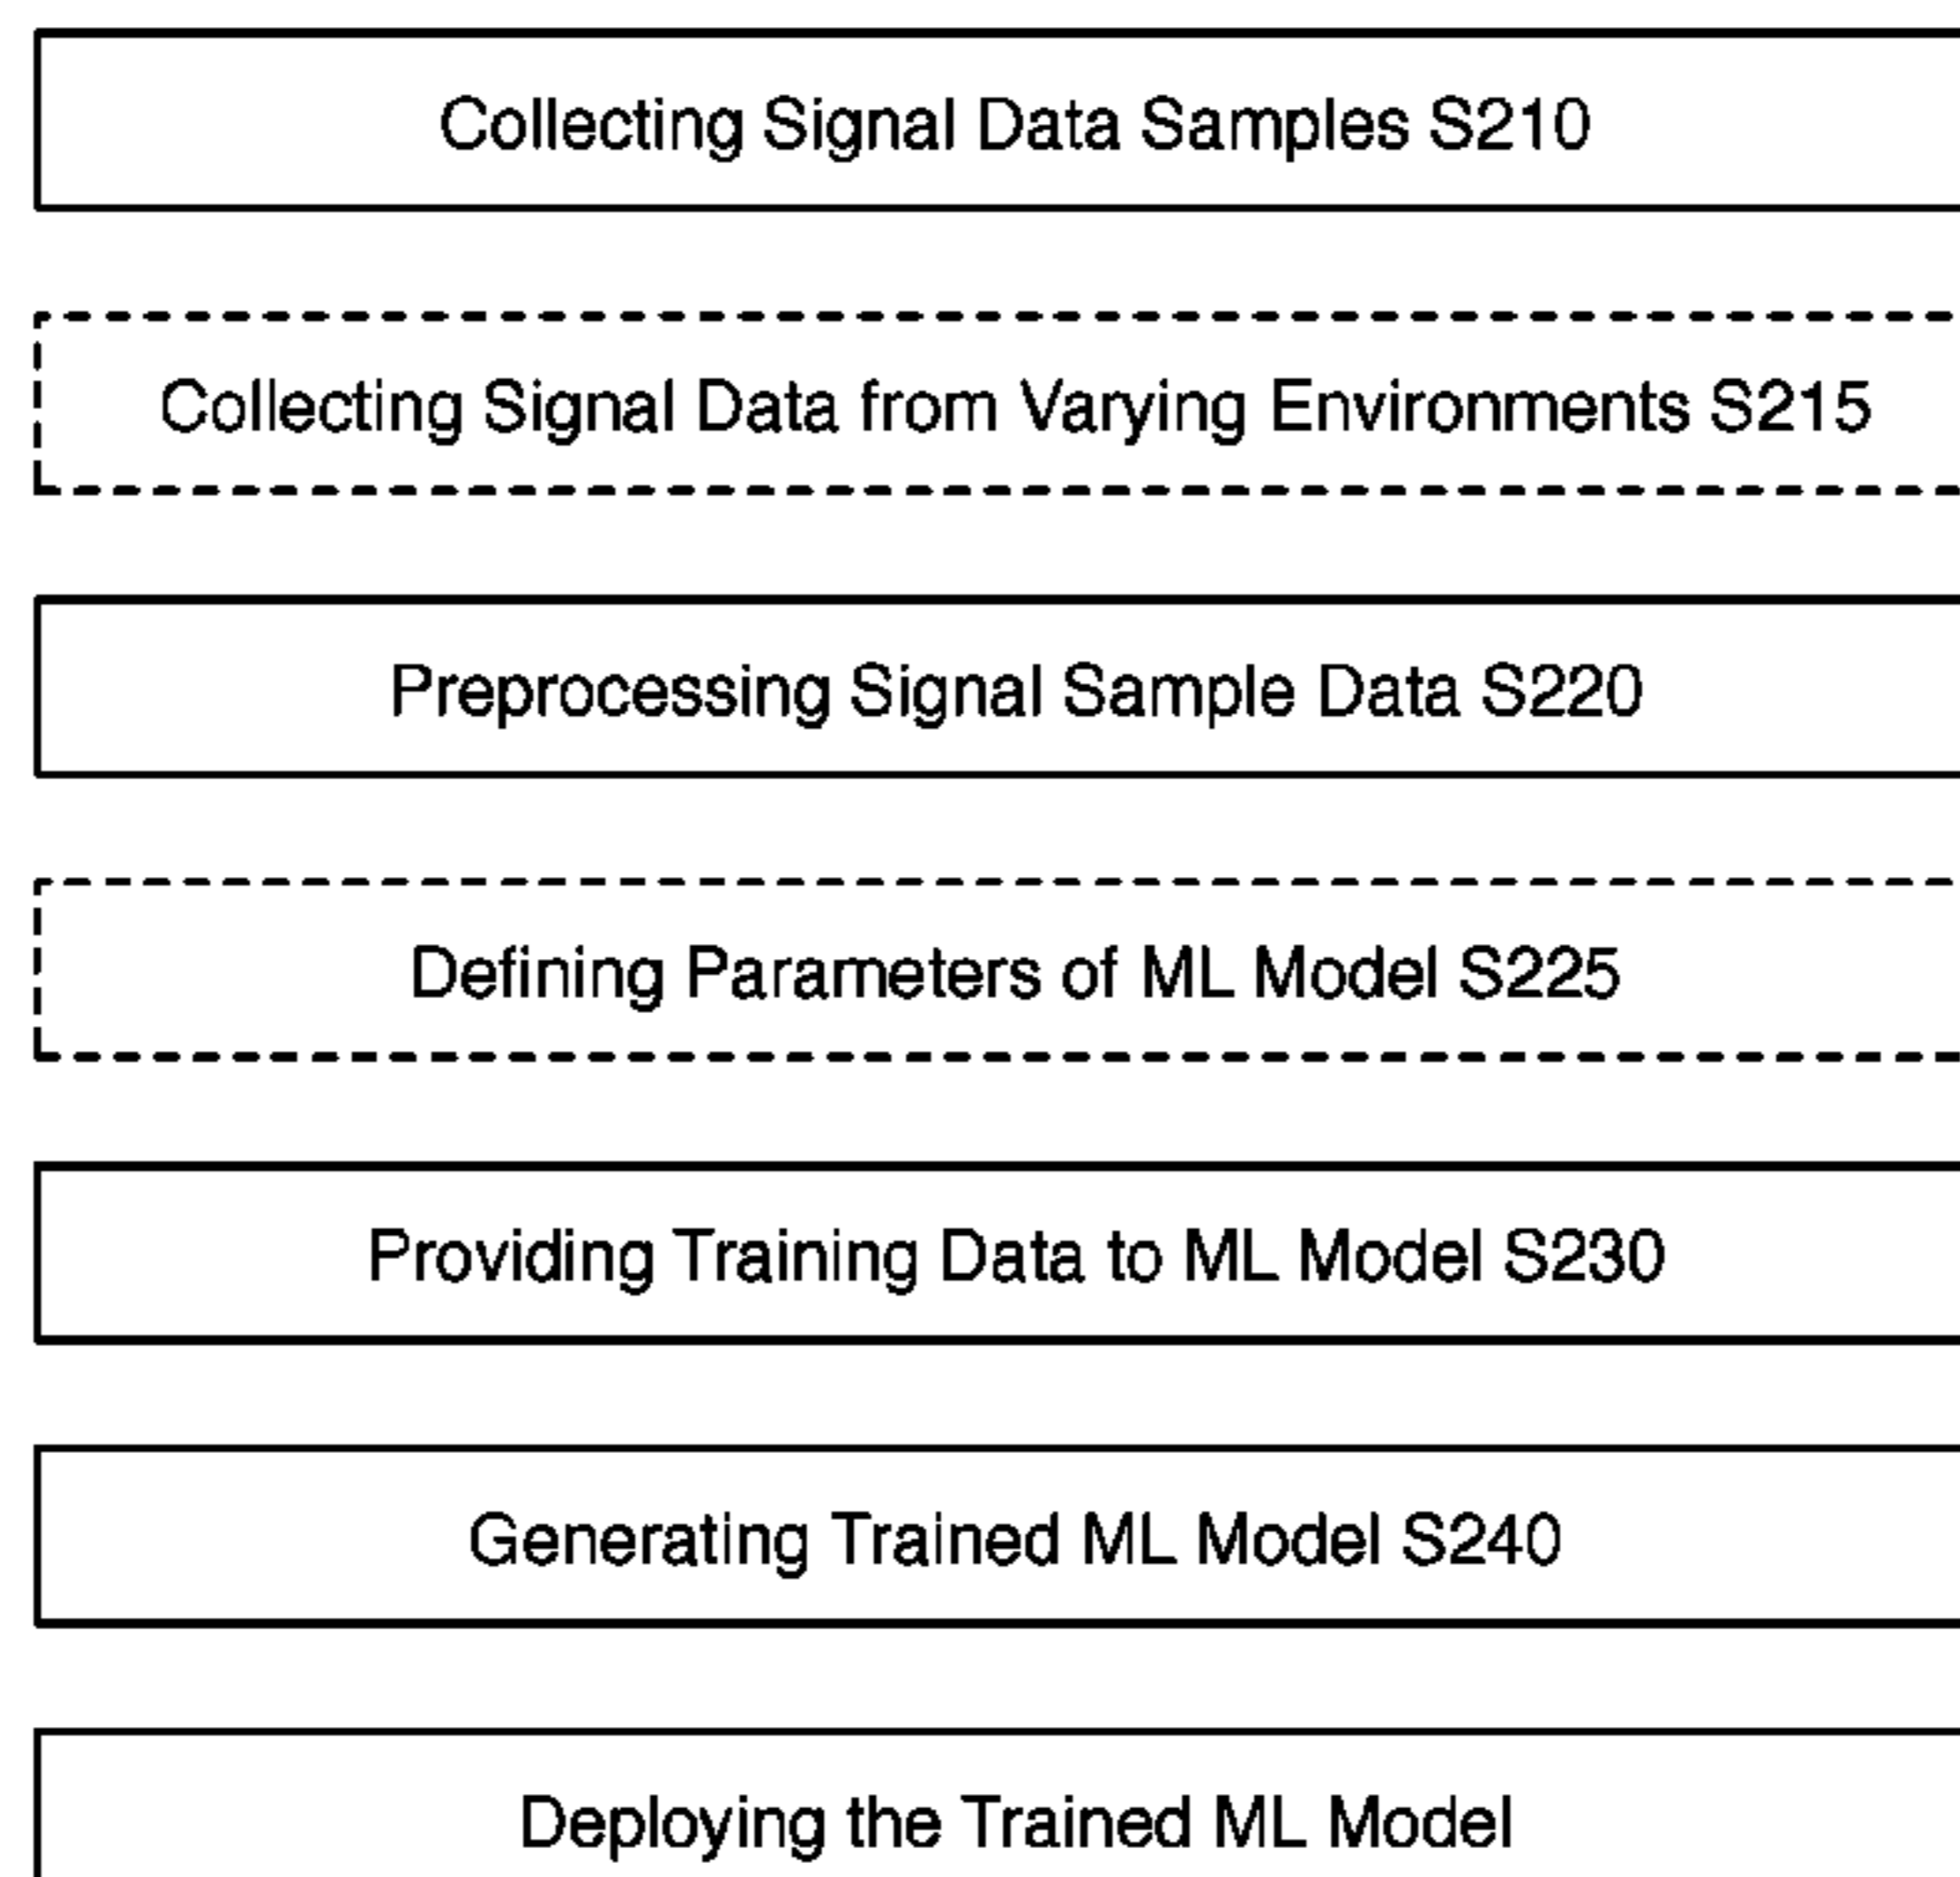 Collecting Signal Data Samples S210
Collecting Signal Data from Varying Environments S215
Preprocessing Signal Sample Data S220
Defining Parameters of ML Model S225
Providing Training Data to ML Model S230
Generating Trained ML Model S240
Deploying the Trained ML Model